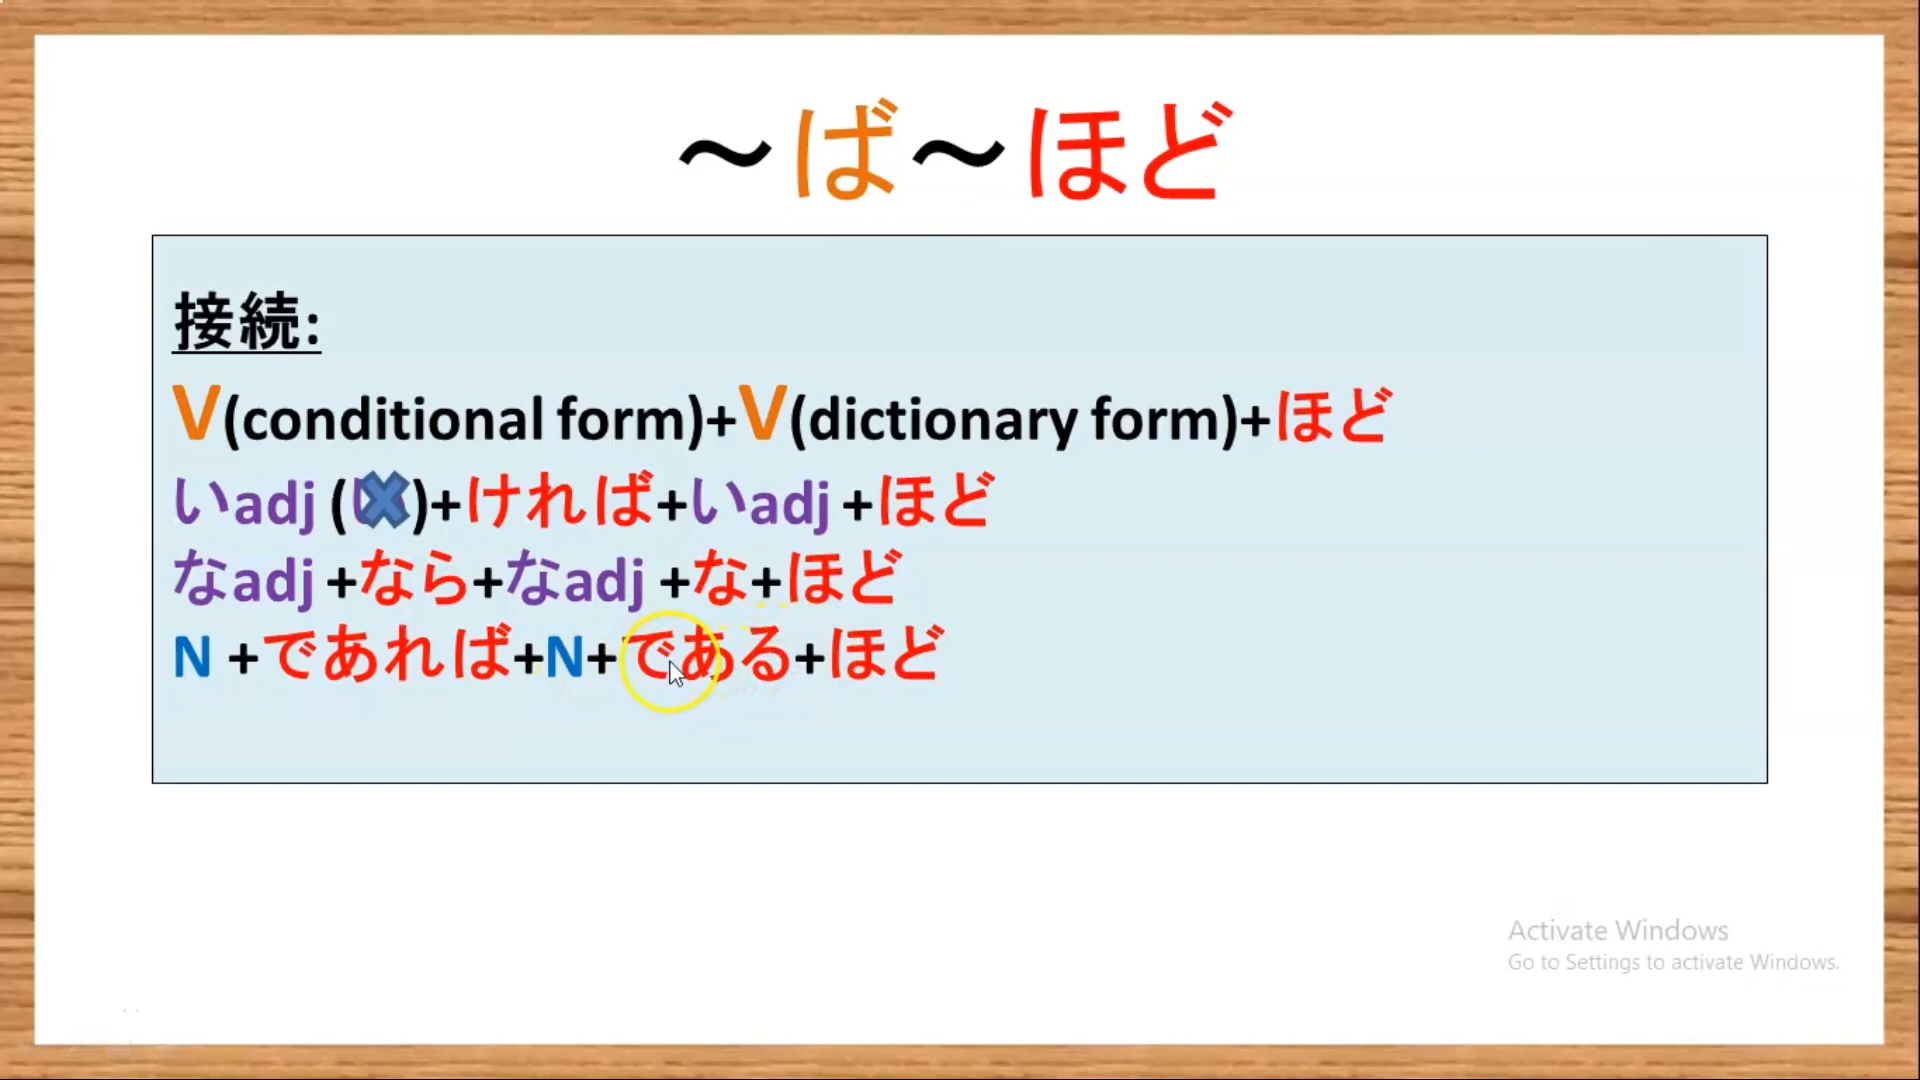 ～ば～ほど
接続:
V(conditional form)+V(dictionary form)+ほど
いadj (い)+ければ+いadj +ほど
なadj +なら+なadj +な+ほど
N +であれば+N+である+ほど
Activate Windows
Go to Settings to activate Windows.